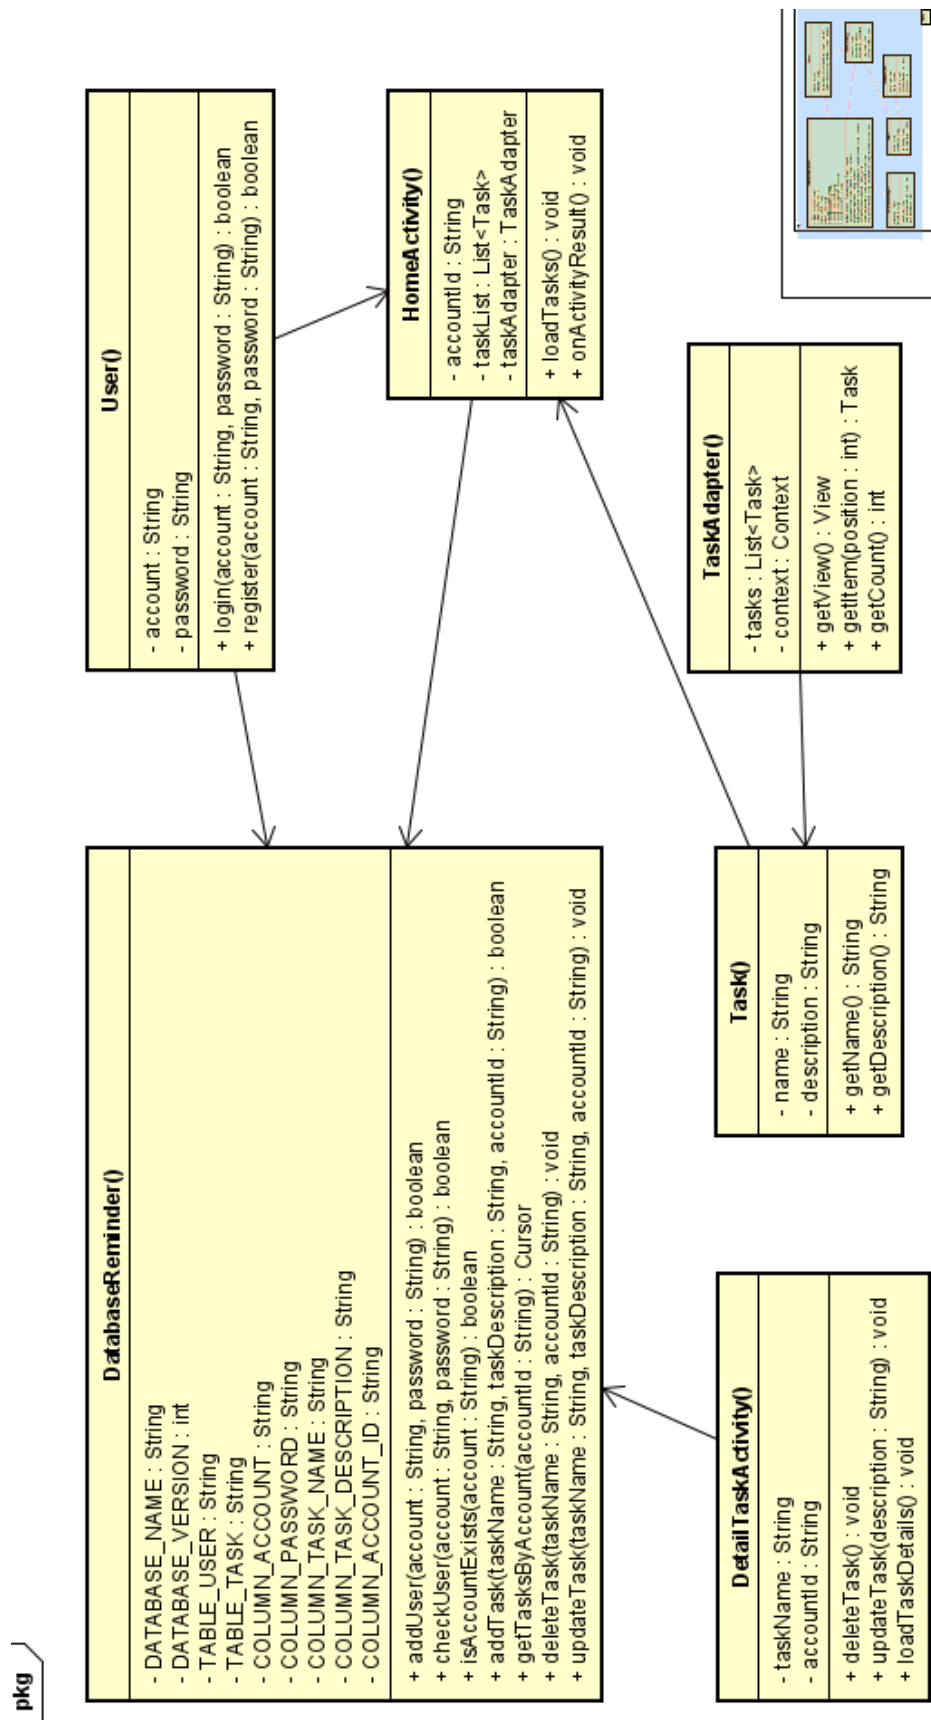 pkg
DatabaseReminder()
- DATABASE_NAME : String
- DATABASE_VERSION : int
- TABLE_USER : String
- TABLE_TASK : String
- COLUMN_ACCOUNT : String
- COLUMN_PASSWORD : String
- COLUMN_TASK_NAME : String
- COLUMN_TASK_DESCRIPTION : String
- COLUMN_ACCOUNT_ID : String
+ addUser(account : String, password : String) : boolean
+ checkUser(account : String, password : String) : boolean
+ isAccountExists(account : String) : boolean
+ addTask(taskName : String, taskDescription : String, accountId : String) : boolean
+ getTasksByAccount(accountId : String) : Cursor
+ deleteTask(taskName : String, accountId : String) : void
+ updateTask(taskName : String, taskDescription : String, accountId : String) : void
User()
- account : String
- password : String
+ login(account : String, password : String) : boolean
+ register(account : String, password : String) : boolean
HomeActivity()
- accountId : String
- taskList : List<Task>
- taskAdapter : TaskAdapter
+ loadTasks() : void
+ onActivityResult() : void
DetailTaskActivity()
- taskName : String
- accountId : String
+ deleteTask() : void
+ updateTask(description : String) : void
+ loadTaskDetails() : void
Task()
- name : String
- description : String
+ getName() : String
+ getDescription() : String
TaskAdapter()
- tasks : List<Task>
- context : Context
+ getView() : View
+ getItem(position : int) : Task
+ getCount() : int